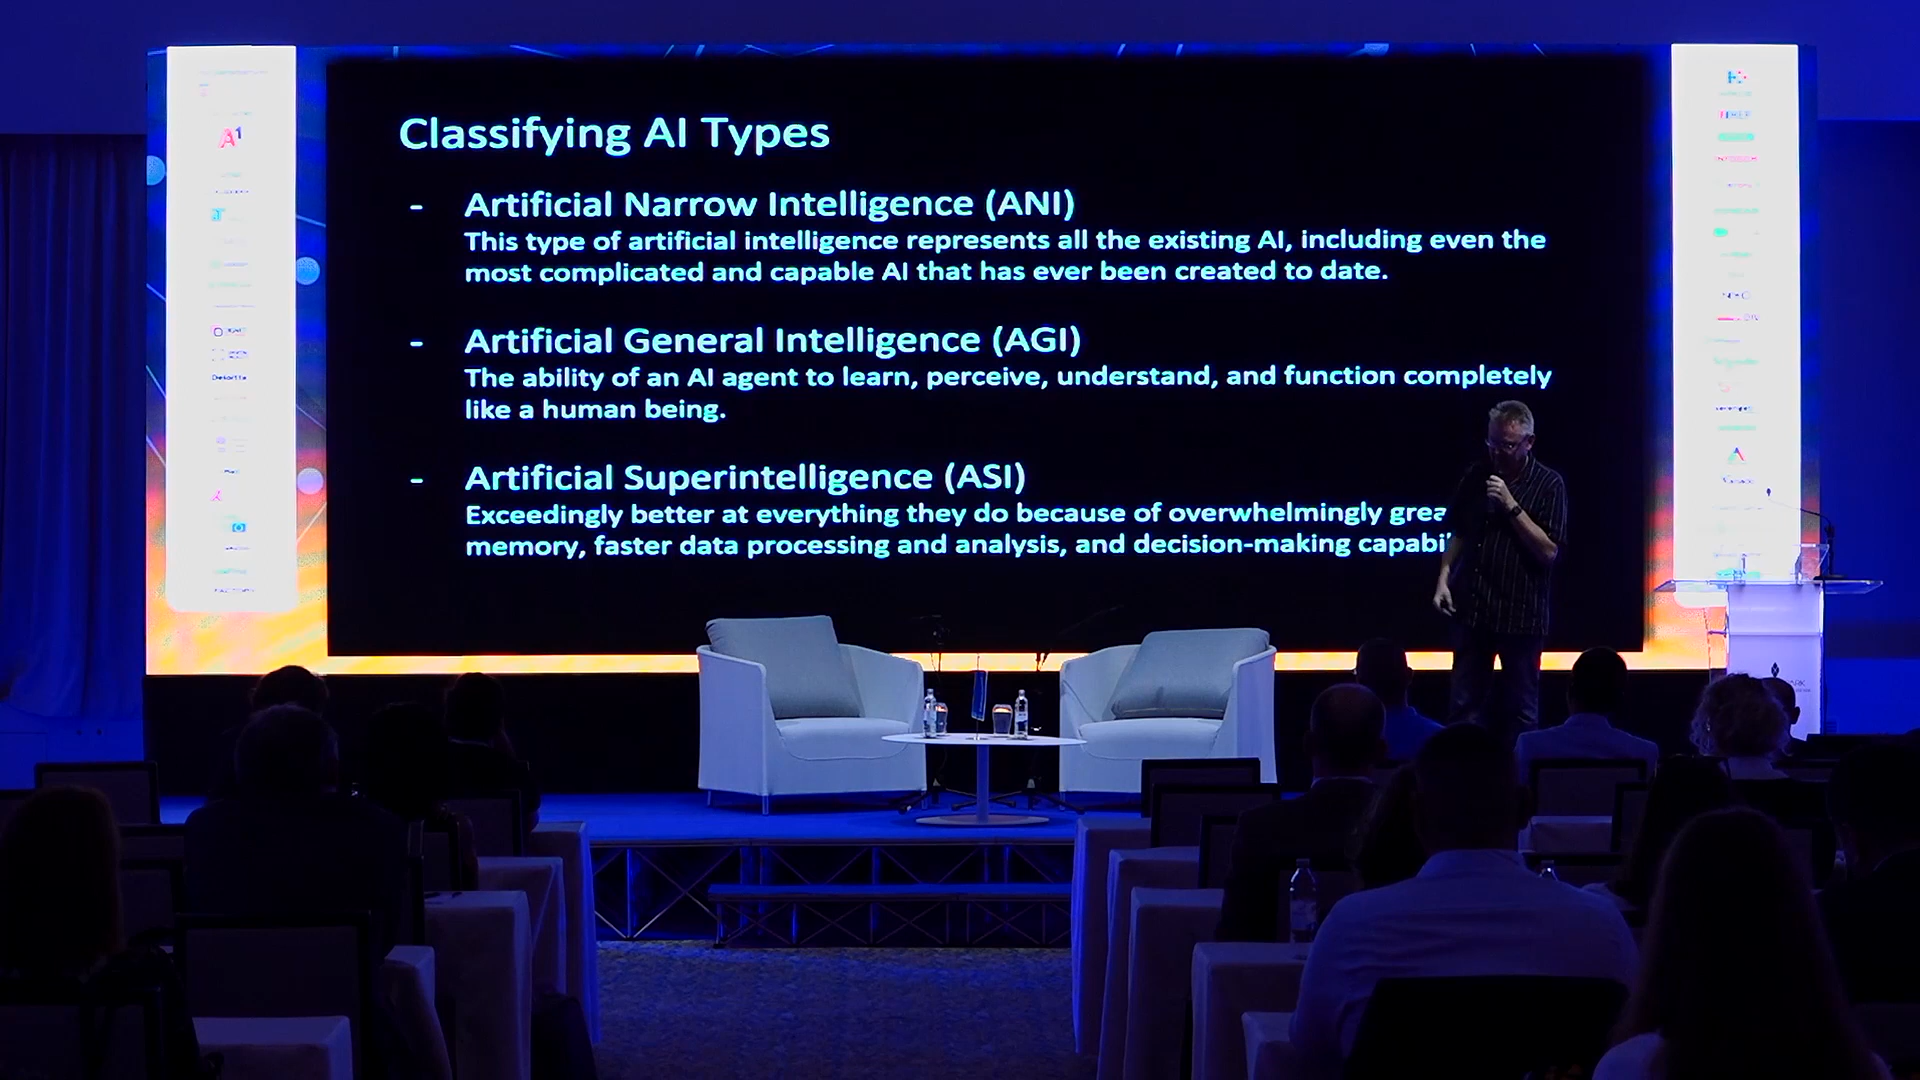 Classifying AI Types
- Artificial Narrow Intelligence (ANI)
This type of artificial intelligence represents all the existing AI, including even the
most complicated and capable AI that has ever been created to date.
- Artificial General Intelligence (AGI)
The ability of an AI agent to learn, perceive, understand, and function completely
like a human being.
- Artificial Superintelligence (ASI)
Exceedingly better at everything they do because of overwhelmingly
memory, faster data processing and analysis, and decision-making
A1
Deloitte